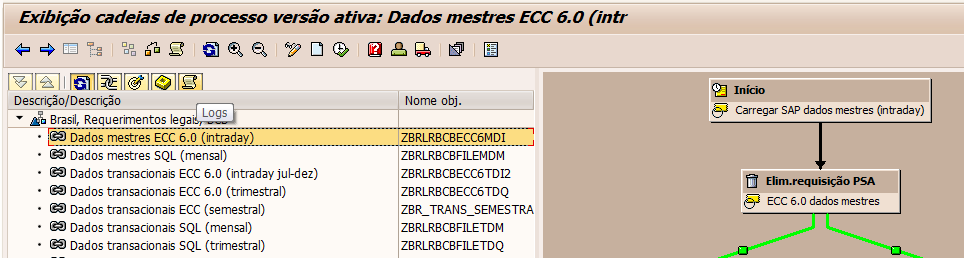 Exibição cadeias de processo versão ativa: Dados mestres ECC 6.0 (intr
Descrição/Descrição Nome obj.
Logs
Brasil, Requerimentos legais,
Dados mestres ECC 6.0 (intraday) ZBRLRBCBECC6MDI
Dados mestres SQL (mensal) ZBRLRBCBFILEMDM
Dados transacionais ECC 6.0 (intraday jul-dez) ZBRLRBCBECC6TDI2
Dados transacionais ECC 6.0 (trimestral) ZBRLRBCBECC6TDQ
Dados transacionais ECC (semestral) ZBR_TRANS_SEMESTRA
Dados transacionais SQL (mensal) ZBRLRBCBFILETDM
Dados transacionais SQL (trimestral) ZBRLRBCBFILETDQ
Início
Carregar SAP dados mestres (intraday)
Elim.requisição PSA
ECC 6.0 dados mestres